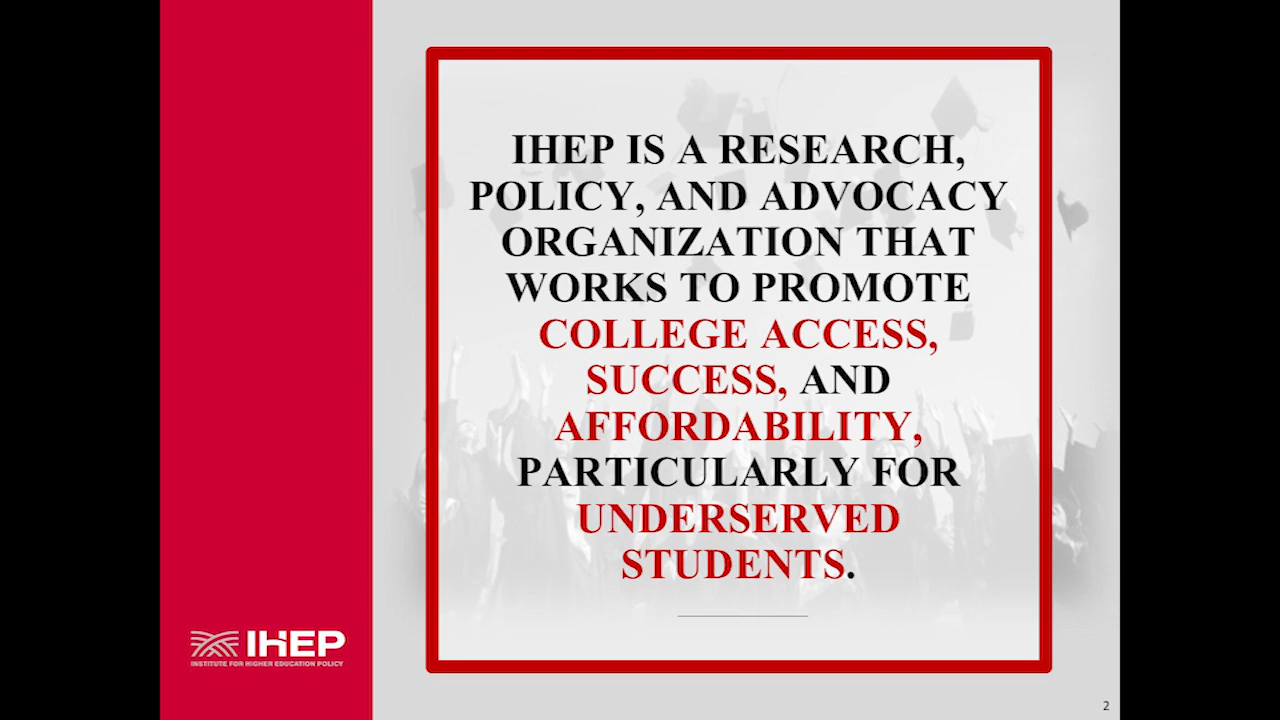 IHEP IS A RESEARCH,
POLICY, AND ADVOCACY
ORGANIZATION THAT
WORKS TO PROMOTE
COLLEGE ACCESS,
SUCCESS, AND
AFFORDABILITY,
PARTICULARLY FOR
UNDERSERVED
STUDENTS.
IHEP
INSTITUTE FOR HIGHER EDUCATION POLICY
2